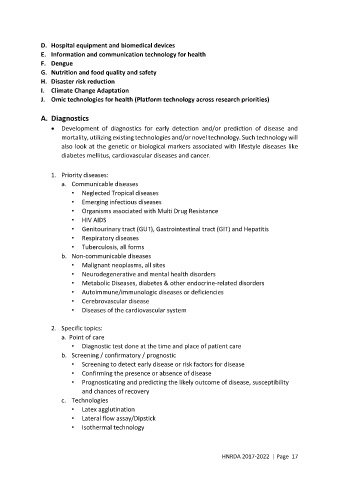 D. Hospital equipment and biomedical devices
E. Information and communication technology for health
F. Dengue
G. Nutrition and food quality and safety
H. Disaster risk reduction
I. Climate Change Adaptation
J. Omic technologies for health (Platform technology across research priorities)
A. Diagnostics
• Development of diagnostics for early detection and/or prediction of disease and
mortality, utilizing existing technologies and/or novel technology. Such technology will
also look at the genetic or biological markers associated with lifestyle diseases like
diabetes mellitus, cardiovascular diseases and cancer.
1. Priority diseases:
a. Communicable diseases
• Neglected Tropical diseases
• Emerging infectious diseases
• Organisms associated with Multi Drug Resistance
• HIV AIDS
• Genitourinary tract (GUT), Gastrointestinal tract (GIT) and Hepatitis
• Respiratory diseases
• Tuberculosis, all forms
b. Non-communicable diseases
• Malignant neoplasms, all sites
• Neurodegenerative and mental health disorders
• Metabolic Diseases, diabetes & other endocrine-related disorders
• Autoimmune/Immunologic diseases or deficiencies
• Cerebrovascular disease
• Diseases of the cardiovascular system
2. Specific topics:
a. Point of care
• Diagnostic test done at the time and place of patient care
b. Screening / confirmatory / prognostic
• Screening to detect early disease or risk factors for disease
• Confirming the presence or absence of disease
• Prognosticating and predicting the likely outcome of disease, susceptibility
and chances of recovery
c. Technologies
• Latex agglutination
• Lateral flow assay/Dipstick
• Isothermal technology
HNRDA 2017-2022 | Page 17